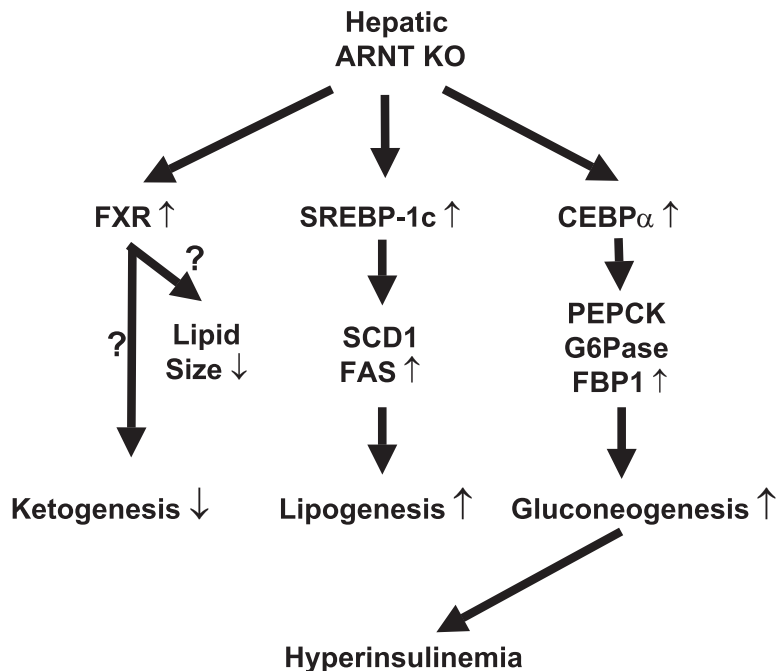 Hepatic
ARNT KO
FXR ↑
SREBP-1c ↑
CEBPα ↑
?
?
Lipid
Size ↓
SCD1
FAS ↑
PEPCK
G6Pase
FBP1 ↑
Ketogenesis ↓
Lipogenesis ↑
Gluconeogenesis ↑
Hyperinsulinemia